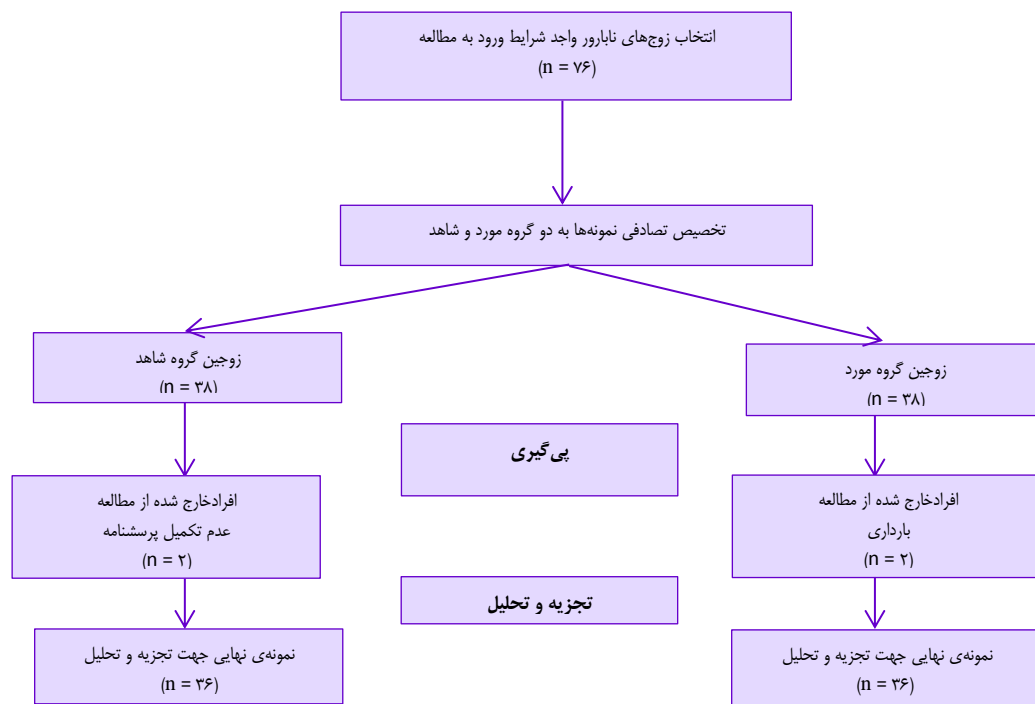 انتخاب زوج‌های نابارور واجد شرایط ورود به مطالعه
(n = ۷۶)
تخصیص تصادفی نمونه‌ها به دو گروه مورد و شاهد
زوجین گروه مورد
(n = ۳۸)
زوجین گروه شاهد
(n = ۳۸)
پی‌گیری
افرادخارج شده از مطالعه
بارداری
(n = ۲)
افرادخارج شده از مطالعه
عدم تکمیل پرسشنامه
(n = ۲)
تجزیه و تحلیل
نمونه‌ی نهایی جهت تجزیه و تحلیل
(n = ۳۶)
نمونه‌ی نهایی جهت تجزیه و تحلیل
(n = ۳۶)